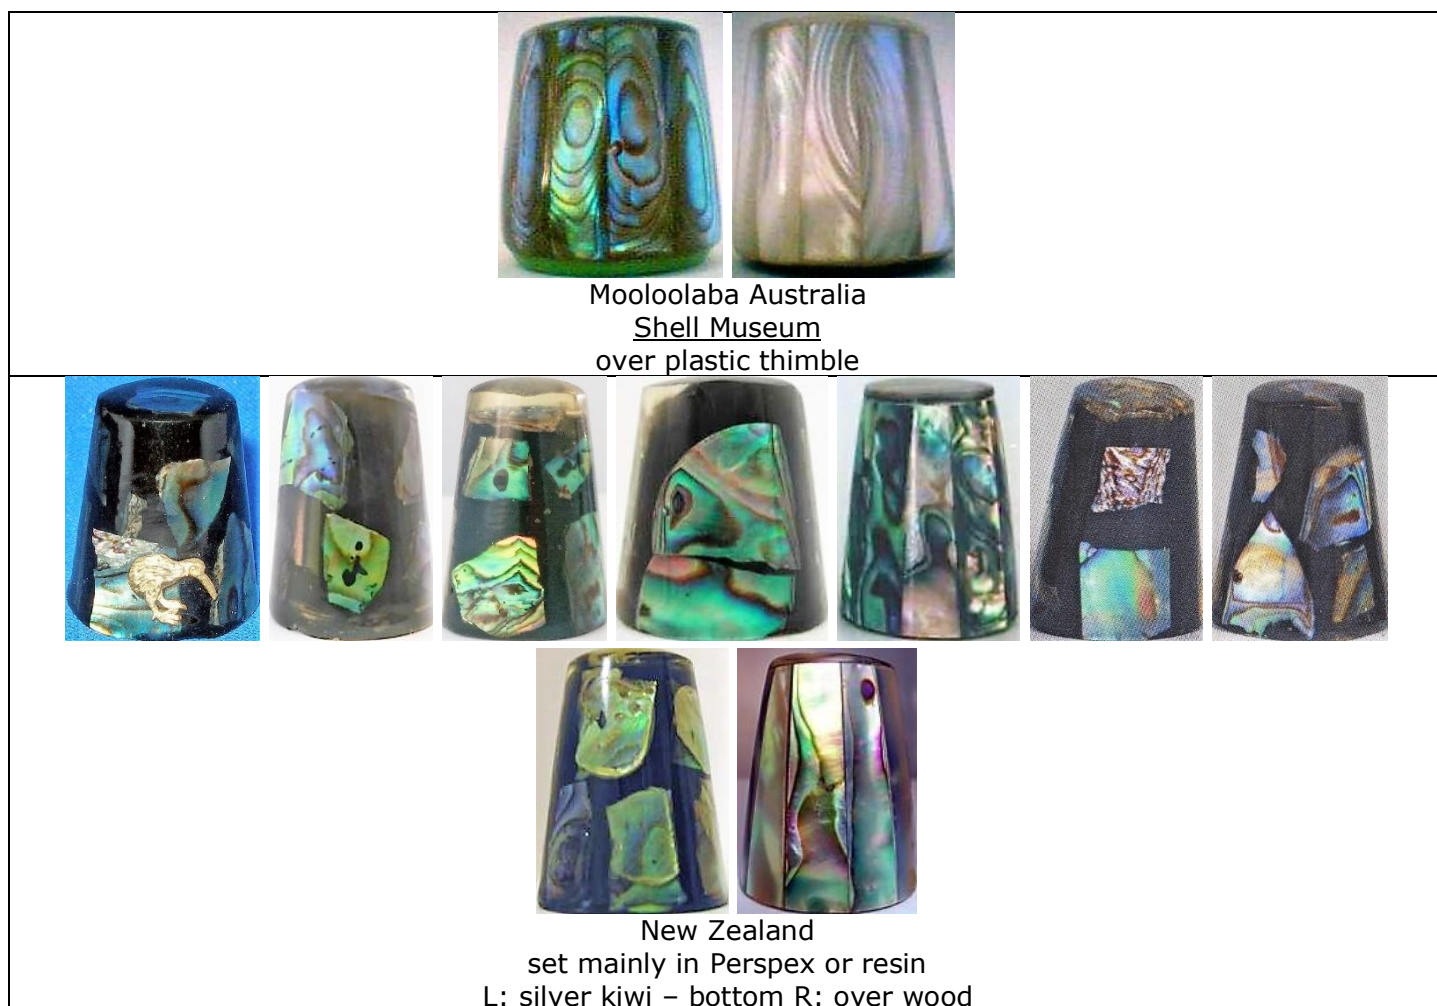 Mooloolaba Australia
Shell Museum
over plastic thimble
New Zealand
set mainly in Perspex or resin
L: silver kiwi – bottom R: over wood